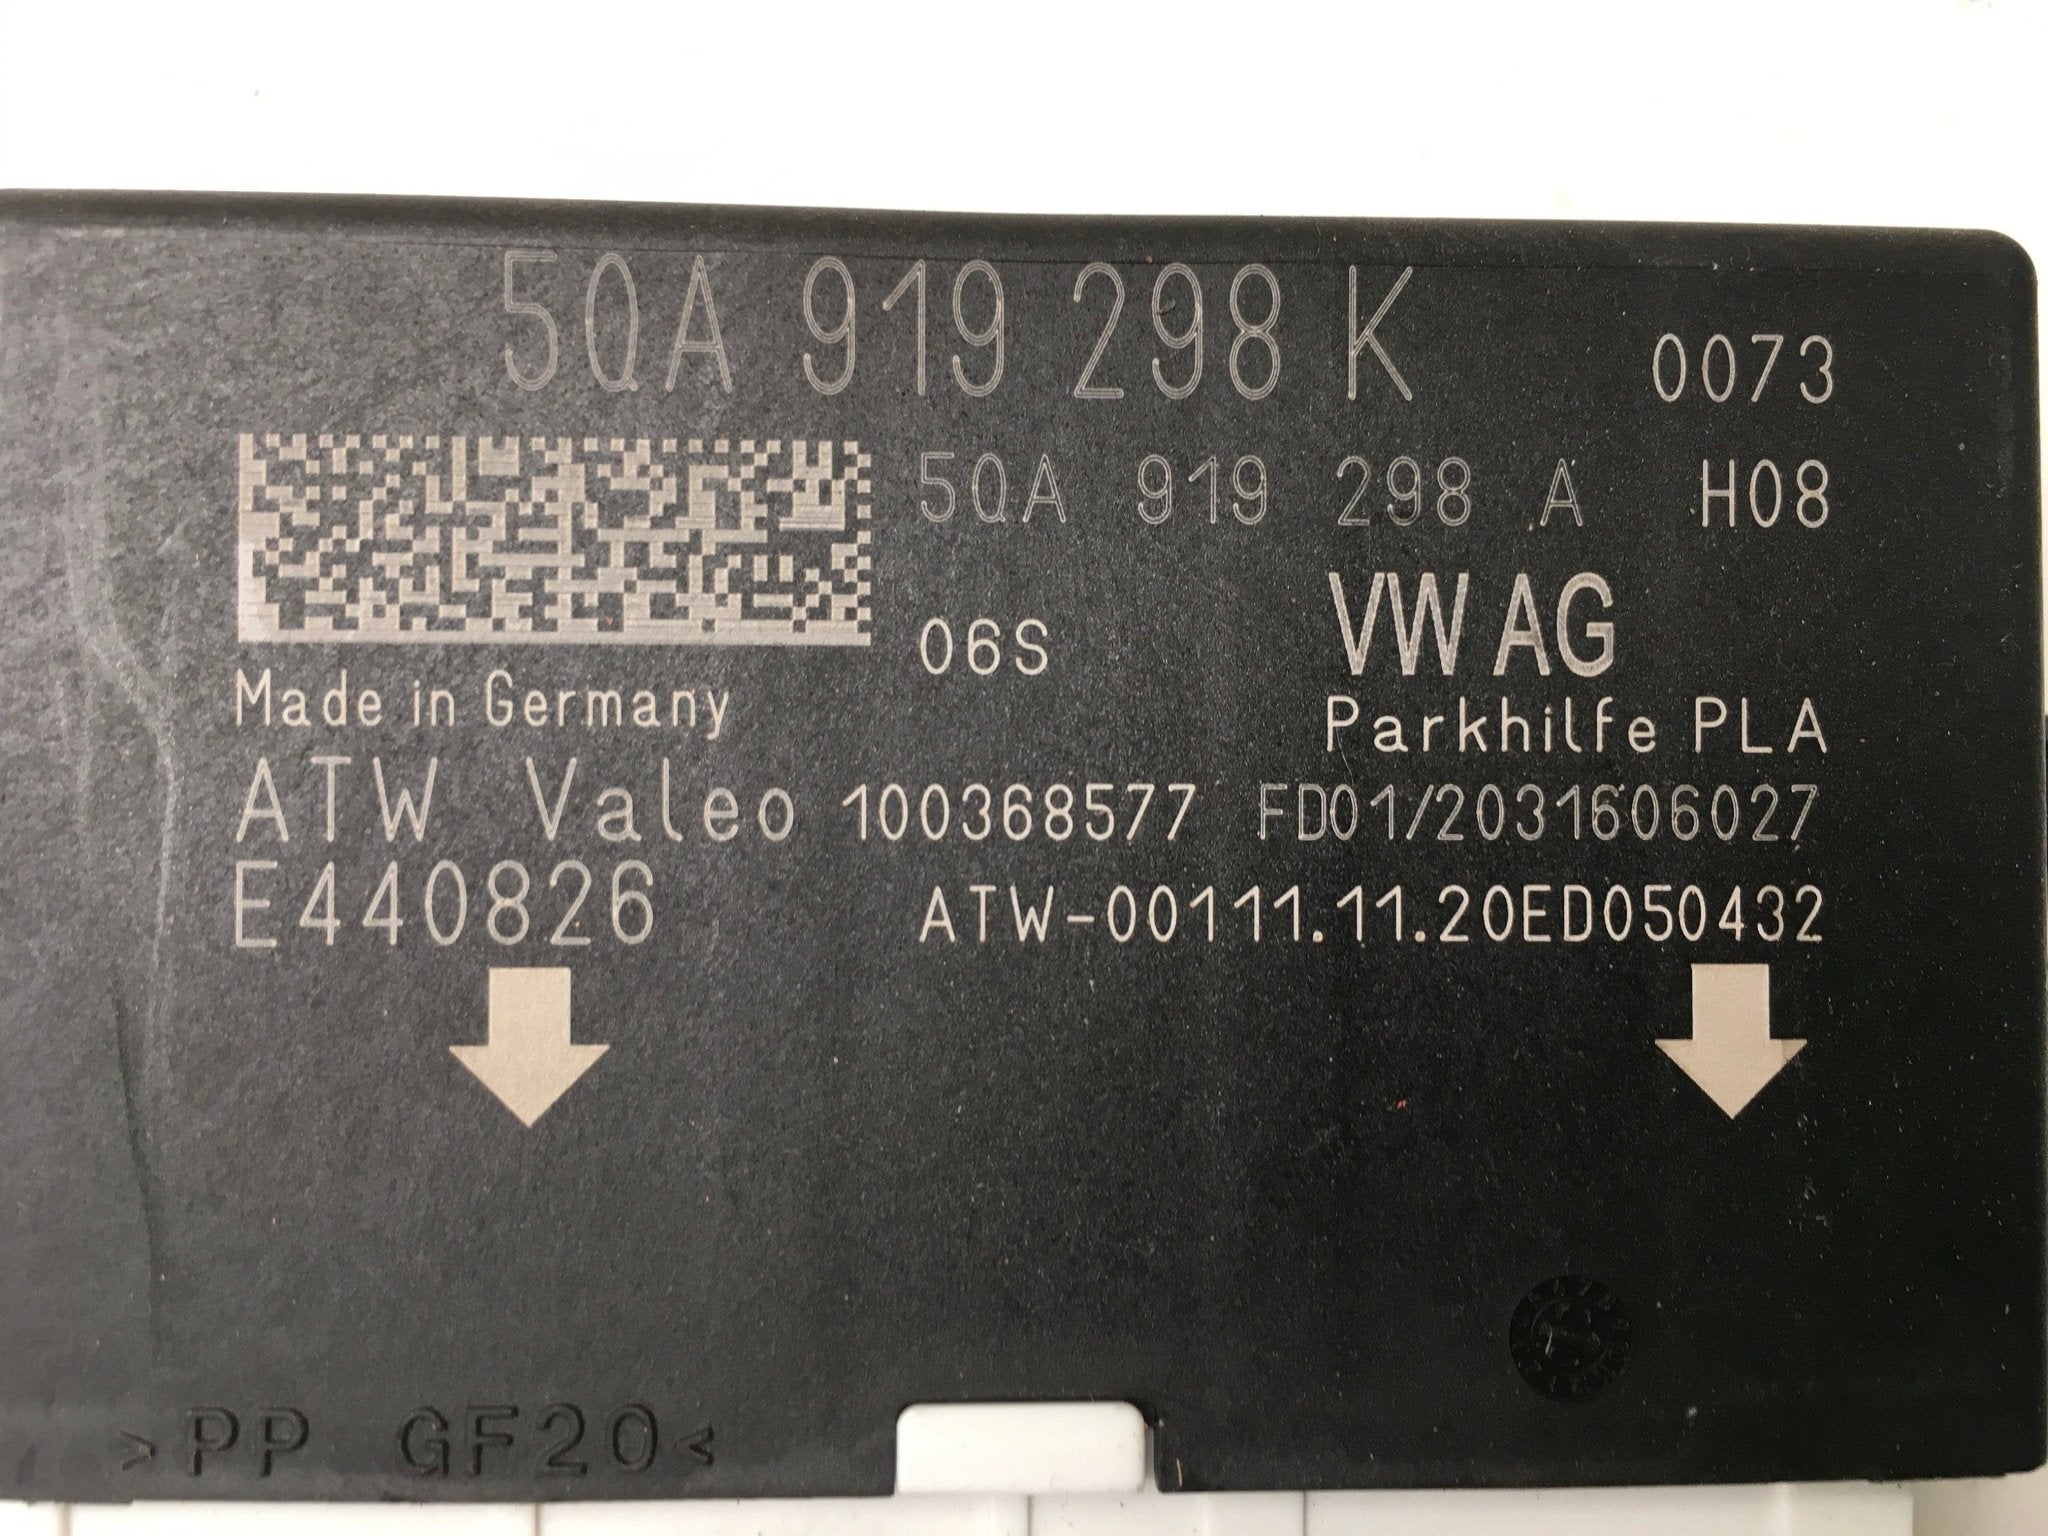 5QA 919 298 K 0073
5QA 919 298 A H08
06S VW AG
Made in Germany Parkhilfe PLA
ATW Valeo 100368577 FD01/2031606027
E440826 ATW-00111.11.20ED050432
>PP GF20<